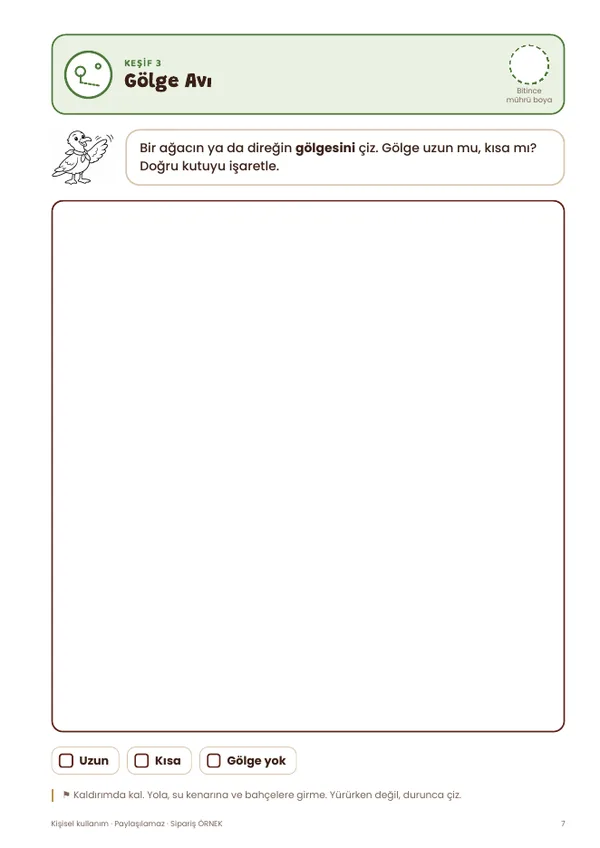 KEŞİF 3
Gölge Avı
Bitince
mührü boya
Bir ağacın ya da direğin gölgesini çiz. Gölge uzun mu, kısa mı?
Doğru kutuyu işaretle.
Uzun
Kısa
Gölge yok
Kaldırımda kal. Yola, su kenarına ve bahçelere girme. Yürürken değil, durunca çiz.
Kişisel kullanım · Paylaşılamaz · Sipariş ÖRNEK
7